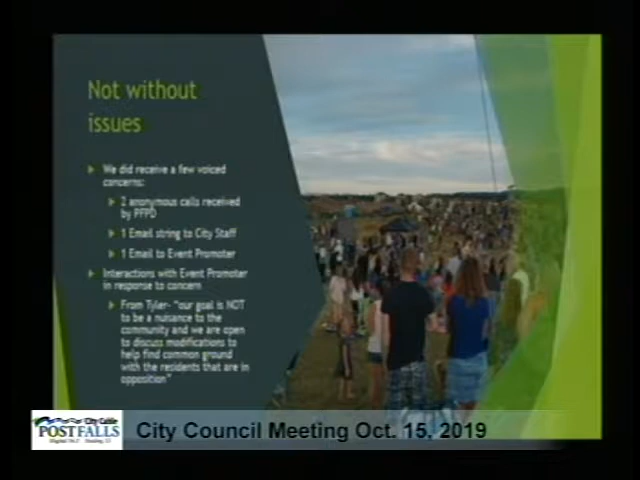 Not without
issues
We did receive a few voiced
concerns:
2 anonymous calls received
by PFPD
1 Email string to City Staff
1 Email to Event Promoter
Interactions with Event Promoter
in response to concern
From Tyler- "our goal is NOT
to be a nuisance to the
community and we are open
to discuss modifications to
help find common ground
with the residents that are in
opposition"
City Cable
POST FALLS
City Council Meeting Oct. 15, 2019